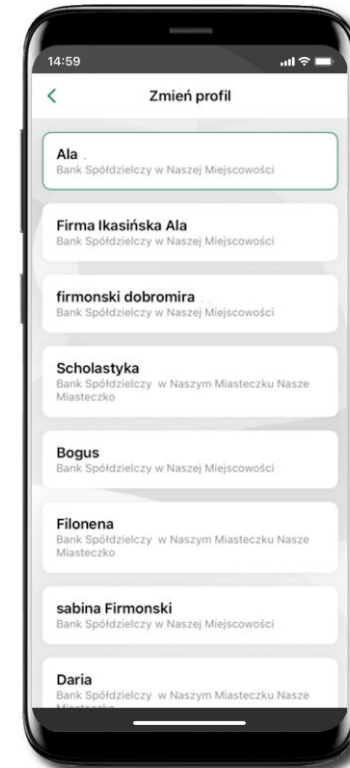 14:59
Zmień profil
Ala
Bank Spółdzielczy w Naszej Miejscowości
Firma Ikasińska Ala
Bank Spółdzielczy w Naszej Miejscowości
firmonski dobromira
Bank Spółdzielczy w Naszej Miejscowości
Scholastyka
Bank Spółdzielczy w Naszym Miasteczku Nasze
Miasteczko
Bogus
Bank Spółdzielczy w Naszej Miejscowości
Filonena
Bank Spółdzielczy w Naszym Miasteczku Nasze
Miasteczko
sabina Firmonski
Bank Spółdzielczy w Naszej Miejscowości
Daria
Bank Spółdzielczy w Naszym Miasteczku Nasze